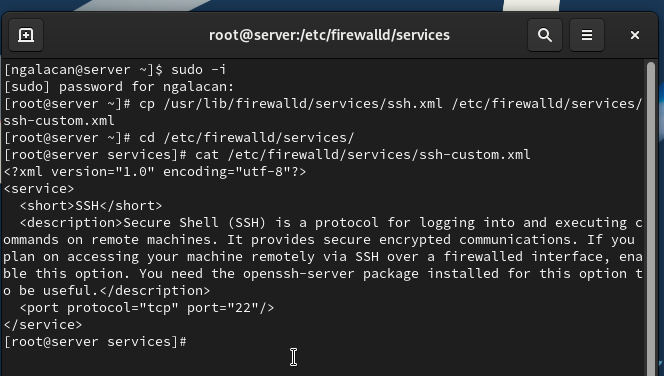 root@server:/etc/firewalld/services
[ngalacan@server ~]$ sudo -i
[sudo] password for ngalacan:
[root@server ~]# cp /usr/lib/firewalld/services/ssh.xml /etc/firewalld/services/
ssh-custom.xml
[root@server ~]# cd /etc/firewalld/services/
[root@server services]# cat /etc/firewalld/services/ssh-custom.xml
<?xml version="1.0" encoding="utf-8"?>
<service>
  <short>SSH</short>
  <description>Secure Shell (SSH) is a protocol for logging into and executing c
ommands on remote machines. It provides secure encrypted communications. If you
plan on accessing your machine remotely via SSH over a firewalled interface, ena
ble this option. You need the openssh-server package installed for this option t
o be useful.</description>
  <port protocol="tcp" port="22"/>
</service>
[root@server services]#